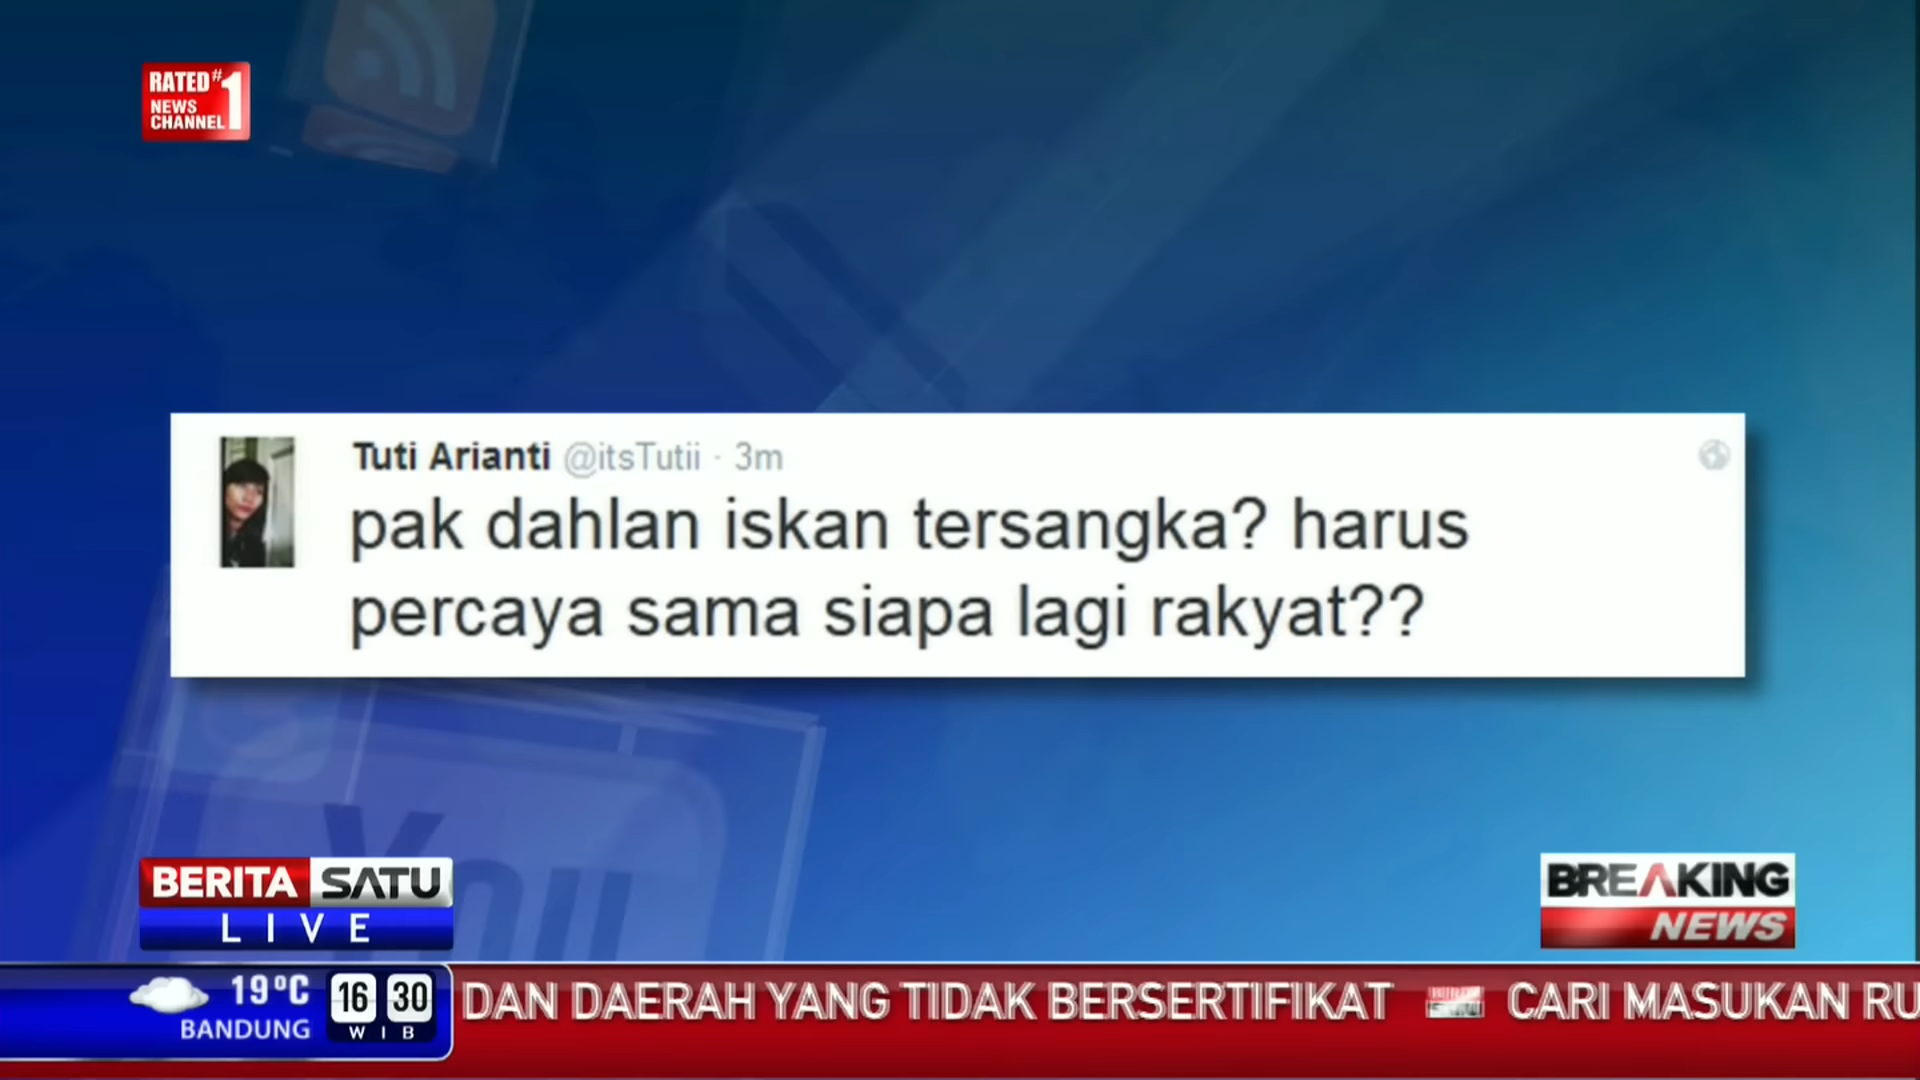 RATED #1
NEWS
CHANNEL
Tuti Arianti @itsTutii · 3m
pak dahlan iskan tersangka? harus
percaya sama siapa lagi rakyat??
You
BERITA SATU
LIVE
BREAKING
NEWS
19°C
BANDUNG
16 30
WIB
DAN DAERAH YANG TIDAK BERSERTIFIKAT
CARI MASUKAN RU